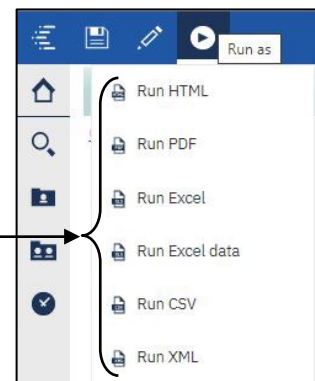 Run as
Run HTML
Run PDF
Run Excel
Run Excel data
Run CSV
Run XML